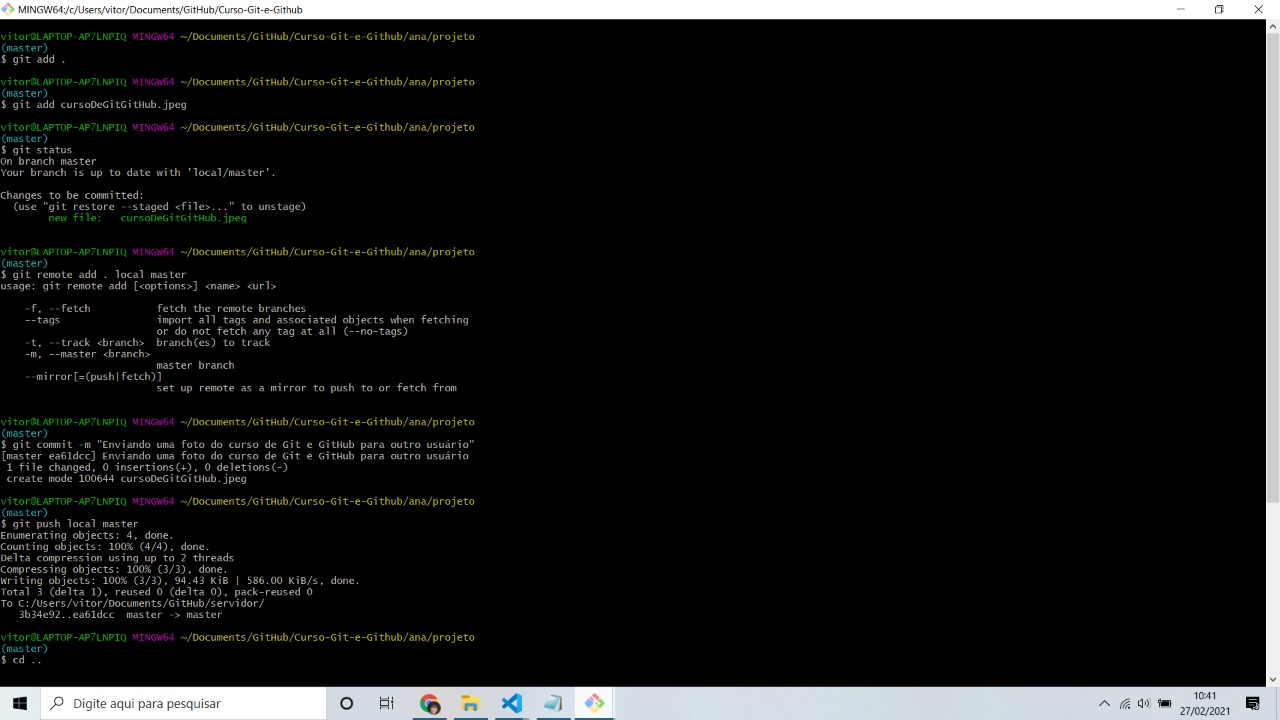 MINGW64:/c/Users/vitor/Documents/GitHub/Curso-Git-e-Github
vitor@LAPTOP-AP7LNPIQ MINGW64 ~/Documents/GitHub/Curso-Git-e-Github/ana/projeto
(master)
$ git add .
vitor@LAPTOP-AP7LNPIQ MINGW64 ~/Documents/GitHub/Curso-Git-e-Github/ana/projeto
(master)
$ git add cursoDeGitGitHub.jpeg
vitor@LAPTOP-AP7LNPIQ MINGW64 ~/Documents/GitHub/Curso-Git-e-Github/ana/projeto
(master)
$ git status
On branch master
Your branch is up to date with 'local/master'.
Changes to be committed:
(use "git restore --staged <file>..." to unstage)
new file: cursoDeGitGitHub.jpeg
vitor@LAPTOP-AP7LNPIQ MINGW64 ~/Documents/GitHub/Curso-Git-e-Github/ana/projeto
(master)
$ git remote add . local master
usage: git remote add [<options>] <name> <url>
-f, --fetch fetch the remote branches
--tags import all tags and associated objects when fetching
or do not fetch any tag at all (--no-tags)
-t, --track <branch> branch(es) to track
-m, --master <branch>
master branch
--mirror[=(push|fetch)]
set up remote as a mirror to push to or fetch from
vitor@LAPTOP-AP7LNPIQ MINGW64 ~/Documents/GitHub/Curso-Git-e-Github/ana/projeto
(master)
$ git commit -m "Enviando uma foto do curso de Git e GitHub para outro usuário"
[master ea61dcc] Enviando uma foto do curso de Git e GitHub para outro usuário
1 file changed, 0 insertions(+), 0 deletions(-)
create mode 100644 cursoDeGitGitHub.jpeg
vitor@LAPTOP-AP7LNPIQ MINGW64 ~/Documents/GitHub/Curso-Git-e-Github/ana/projeto
(master)
$ git push local master
Enumerating objects: 4, done.
Counting objects: 100% (4/4), done.
Delta compression using up to 2 threads
Compressing objects: 100% (3/3), done.
Writing objects: 100% (3/3), 94.43 KiB | 586.00 KiB/s, done.
Total 3 (delta 1), reused 0 (delta 0), pack-reused 0
To C:/Users/vitor/Documents/GitHub/servidor/
3b34e92..ea61dcc master -> master
vitor@LAPTOP-AP7LNPIQ MINGW64 ~/Documents/GitHub/Curso-Git-e-Github/ana/projeto
(master)
$ cd ..
Digite aqui para pesquisar
10:41
27/02/2021